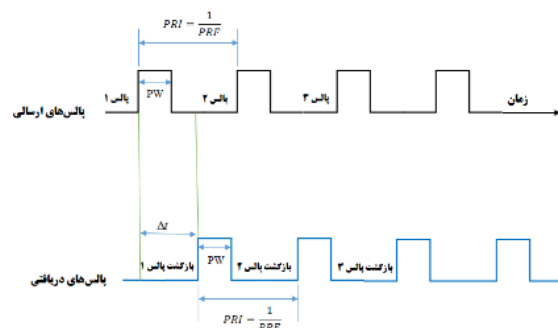 PRI = 1/PRF
پالس ۱
PW
پالس ۲
پالس ۳
زمان
پالس‌های ارسالی
Δt
بازگشت پالس ۱
PW
بازگشت پالس ۲
بازگشت پالس ۳
پالس‌های دریافتی
PRI = 1/PRF